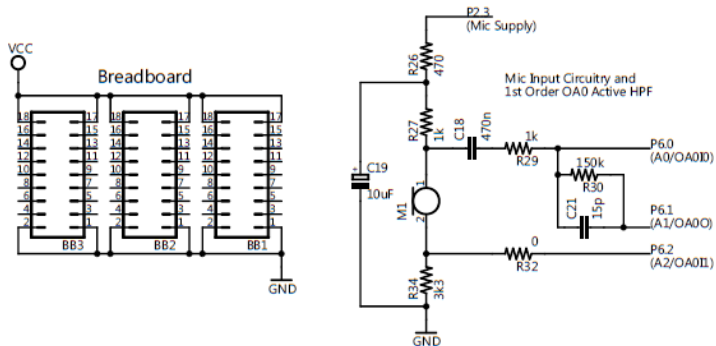 VCC
Breadboard
18 17 18 17 18 17
16 15 16 15 16 15
14 13 14 13 14 13
12 11 12 11 12 11
10 9 10 9 10 9
8 7 8 7 8 7
6 5 6 5 6 5
4 3 4 3 4 3
2 1 2 1 2 1
BB3 BB2 BB1
GND
P2.3
(Mic Supply)
R26
470
Mic Input Circuitry and
1st Order OA0 Active HPF
R27
1k
C18
470n
1k
R29
P6.0
(A0/OA0I0)
150k
R30
C19
10uF
M1
1
2
C21
15p
P6.1
(A1/OA0O)
0
R32
P6.2
(A2/OA0I1)
R34
3k3
GND